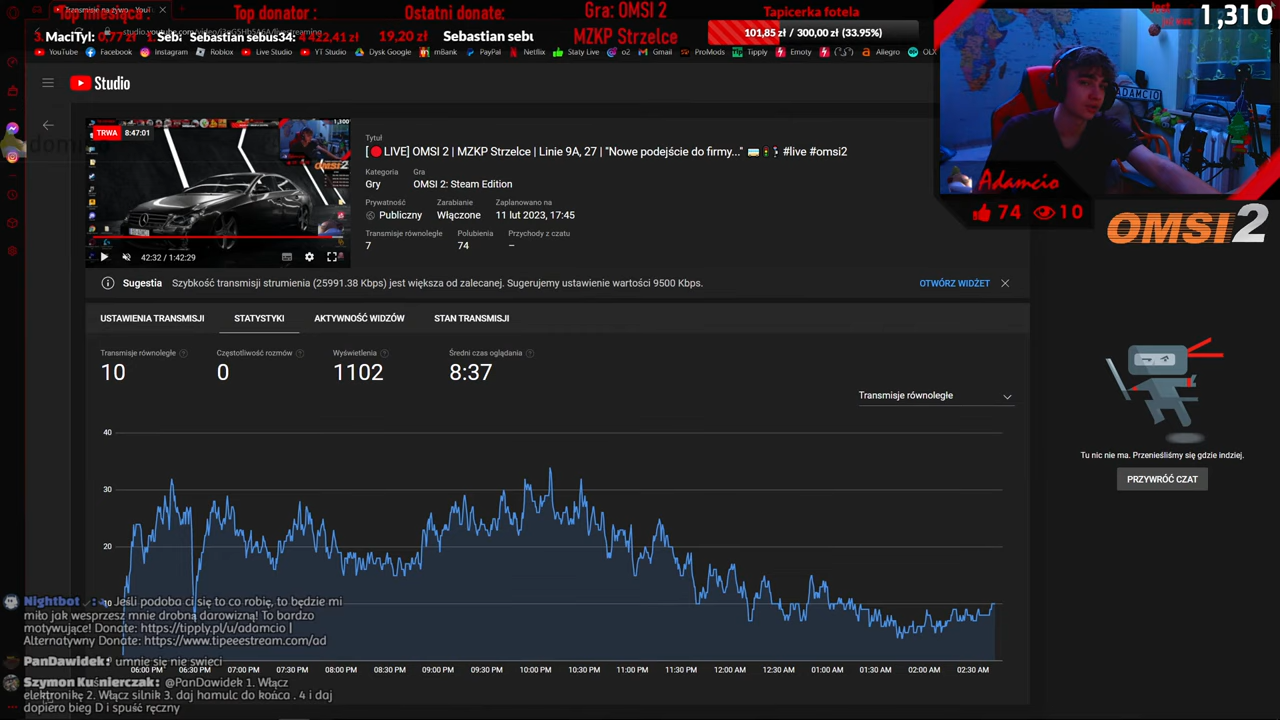 Top miesiąca :
Top donator :
Ostatni donate:
Gra: OMSI 2
MZKP Strzelce
MaciTyl:
Sebastian sebus34:
422,41 zł
19,20 zł
Sebastian seb
Tapicerka fotela
101,85 zł / 300,00 zł (33.95%)
1,310
YouTube
Facebook
Instagram
Roblox
Live Studio
YT Studio
Dysk Google
mBank
PayPal
Netflix
Staty Live
o2
Gmail
ProMods
Tipply
Emoty
Allegro
OLX
Studio
TRWA 8:47:01
42:32 / 1:42:29
Tytuł
[🔴LIVE] OMSI 2 | MZKP Strzelce | Linie 9A, 27 | "Nowe podejście do firmy..." #live #omsi2
Kategoria
Gra
Gry
OMSI 2: Steam Edition
Prywatność
Zarabianie
Zaplanowano na
Publiczny
Włączone
11 lut 2023, 17:45
Transmisje równoległe
Polubienia
Przychody z czatu
7
74
–
ADAMCIO
Adamcio
74
10
OMSI 2
Sugestia
Szybkość transmisji strumienia (25991.38 Kbps) jest większa od zalecanej. Sugerujemy ustawienie wartości 9500 Kbps.
OTWÓRZ WIDŻET
USTAWIENIA TRANSMISJI
STATYSTYKI
AKTYWNOŚĆ WIDZÓW
STAN TRANSMISJI
Transmisje równoległe
Częstotliwość rozmów
Wyświetlenia
Średni czas oglądania
10
0
1102
8:37
Transmisje równoległe
40
30
20
10
06:00 PM
06:30 PM
07:00 PM
07:30 PM
08:00 PM
08:30 PM
09:00 PM
09:30 PM
10:00 PM
10:30 PM
11:00 PM
11:30 PM
12:00 AM
12:30 AM
01:00 AM
01:30 AM
02:00 AM
02:30 AM
Tu nic nie ma. Przenieśliśmy się gdzie indziej.
PRZYWRÓĆ CZAT
Nightbot : Jeśli podoba ci się to co robię, to będzie mi
miło jak wesprzesz mnie drobną darowizną! To bardzo
motywujące! Donate: https://tipply.pl/u/adamcio |
Alternatywny Donate: https://www.tipeeestream.com/ad
PanDawidek: umnie się nie swieci
Szymon Kuśnierczak: @PanDawidek 1. Włącz
elektronikę 2. Włącz silnik 3. daj hamulc do końca . 4 i daj
dopiero bieg D i spuść ręczny